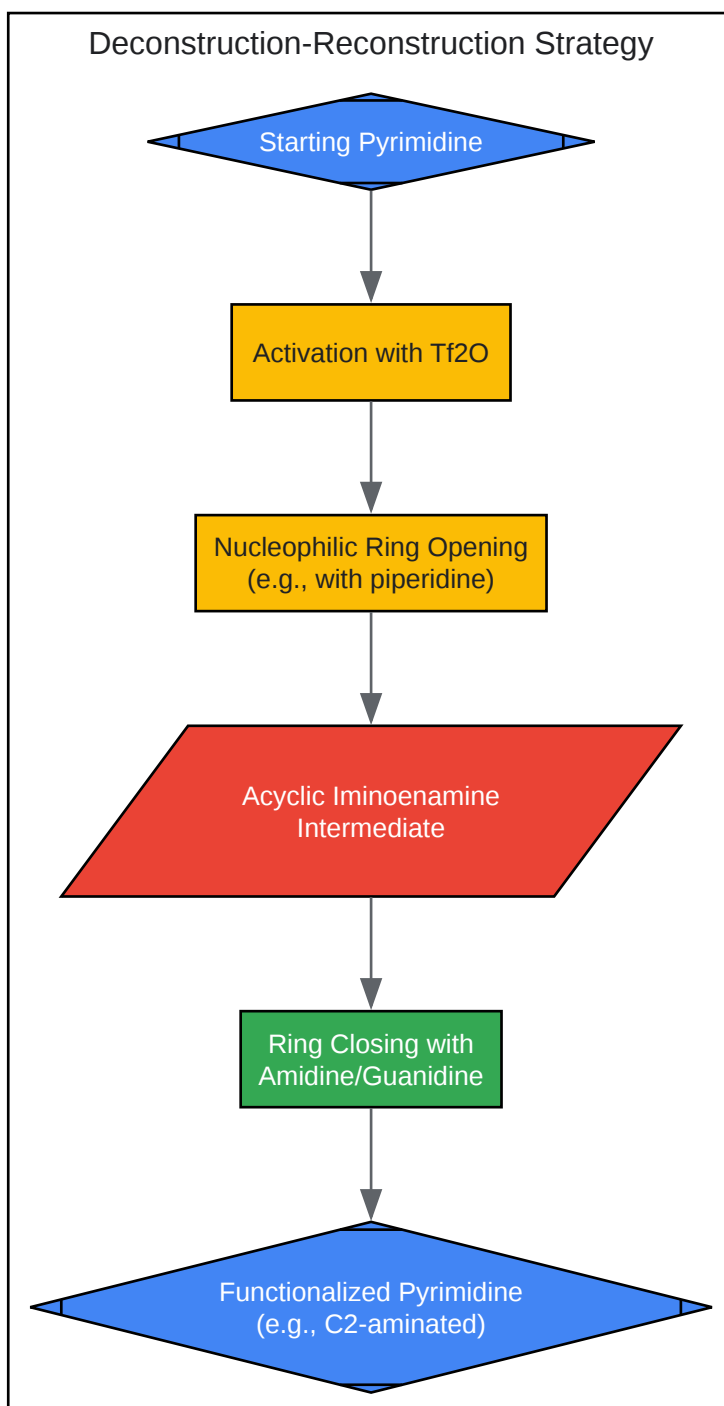 Deconstruction-Reconstruction Strategy
Starting Pyrimidine
Activation with Tf2O
Nucleophilic Ring Opening
(e.g., with piperidine)
Acyclic Iminoenamine
Intermediate
Ring Closing with
Amidine/Guanidine
Functionalized Pyrimidine
(e.g., C2-aminated)